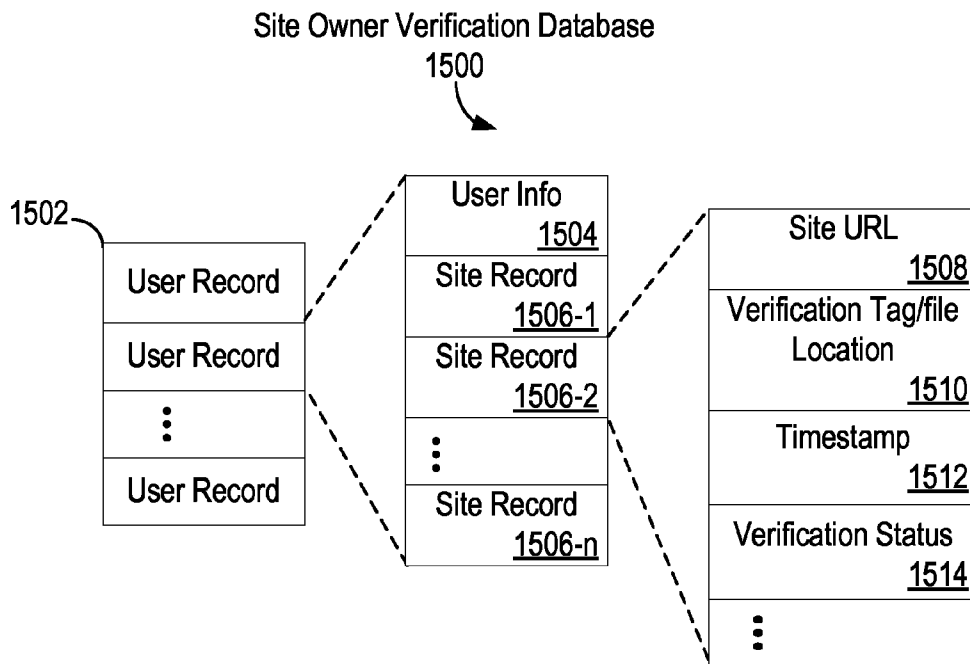 Site Owner Verification Database
1500
1502
User Record
User Record
User Record
User Info
1504
Site Record
1506-1
Site Record
1506-2
Site Record
1506-n
Site URL
1508
Verification Tag/file
Location
1510
Timestamp
1512
Verification Status
1514